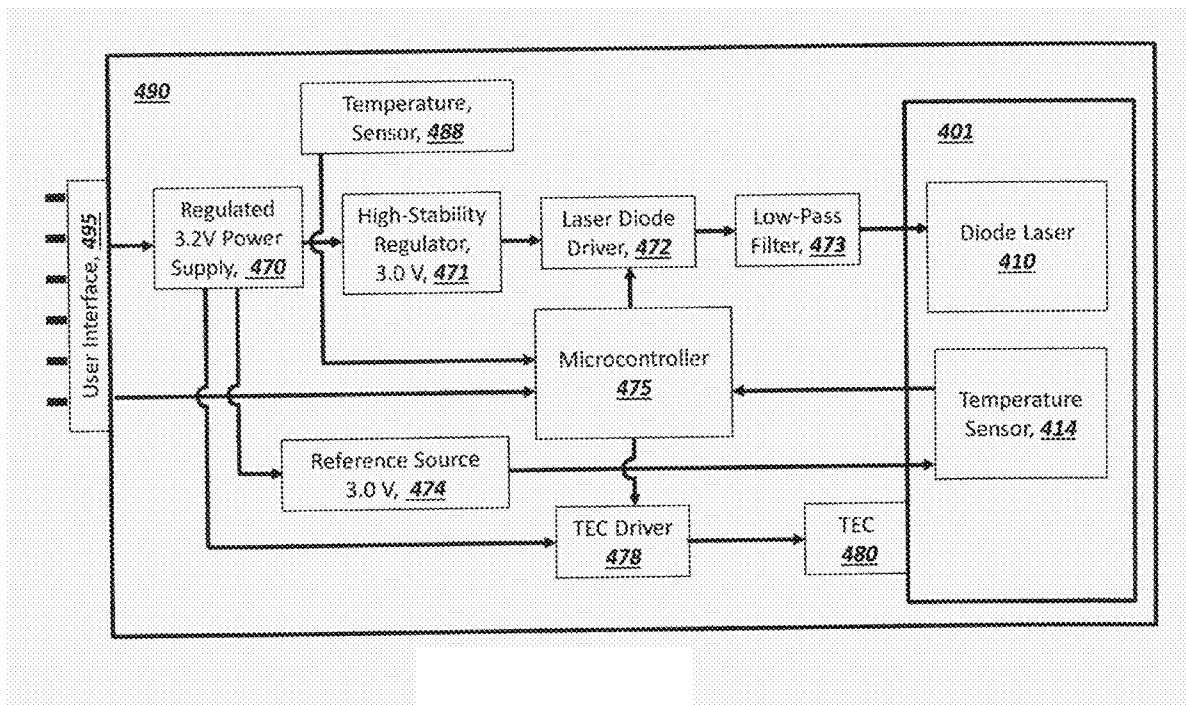 490
Temperature,
Sensor, 488
401
User Interface, 495
Regulated
3.2V Power
Supply, 470
High-Stability
Regulator,
3.0 V, 471
Laser Diode
Driver, 472
Low-Pass
Filter, 473
Diode Laser
410
Microcontroller
475
Temperature
Sensor, 414
Reference Source
3.0 V, 474
TEC Driver
478
TEC
480